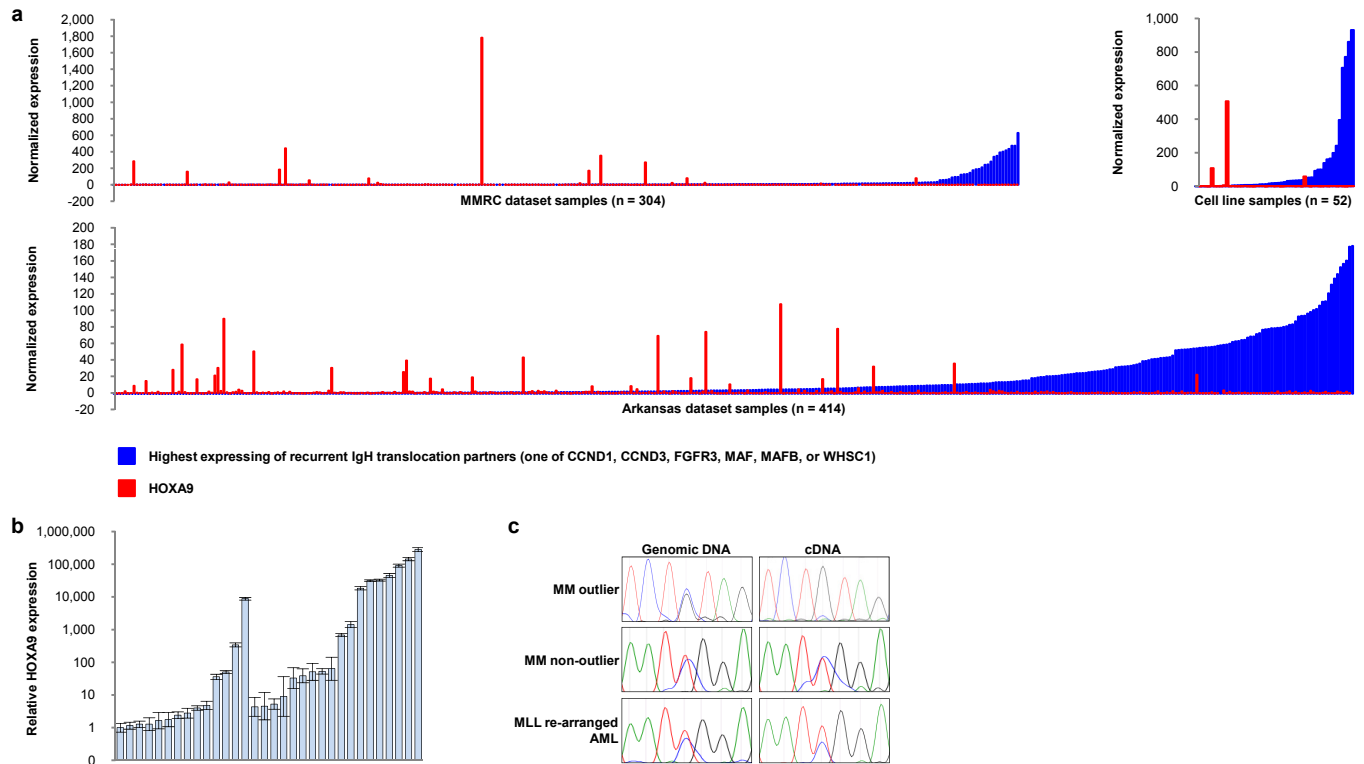 a
Normalized expression
2,000
1,800
1,600
1,400
1,200
1,000
800
600
400
200
0
-200
MMRC dataset samples (n = 304)
Normalized expression
1,000
800
600
400
200
0
Cell line samples (n = 52)
Normalized expression
200
180
160
140
120
100
80
60
40
20
0
-20
Arkansas dataset samples (n = 414)
Highest expressing of recurrent IgH translocation partners (one of CCND1, CCND3, FGFR3, MAF, MAFB, or WHSC1)
HOXA9
b
Relative HOXA9 expression
1,000,000
100,000
10,000
1,000
100
10
1
0
c
Genomic DNA
cDNA
MM outlier
MM non-outlier
MLL re-arranged
AML